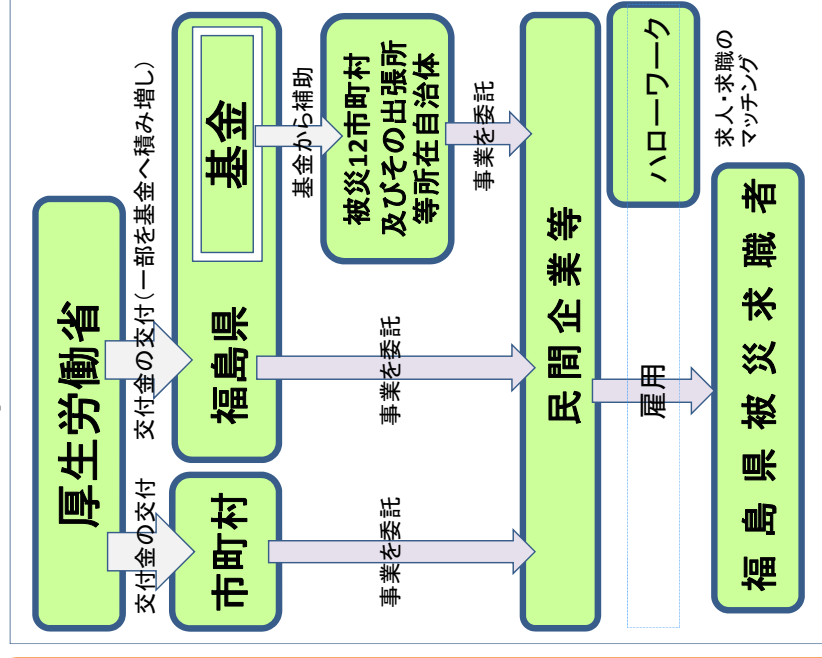 厚生労働省
交付金の交付
交付金の交付(一部を基金へ積み増し)
市町村
福島県
基金
基金から補助
被災12市町村
及びその出張所
等所在自治体
事業を委託
事業を委託
事業を委託
民間企業等
雇用
ハローワーク
求人・求職の
マッチング
福島県被災求職者